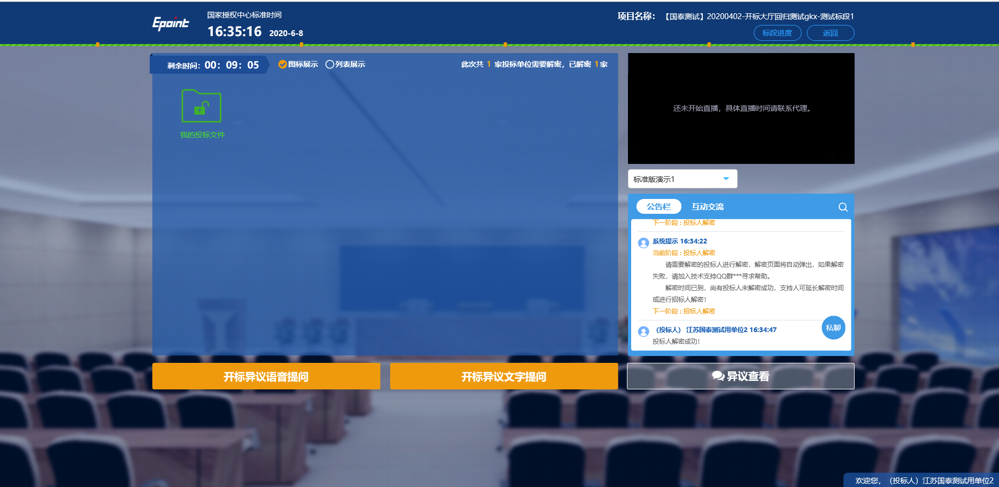 Epoint
国家授权中心标准时间
16:35:16 2020-6-8
项目名称： 【国泰测试】20200402-开标大厅回归测试gkx-测试标段1
标段进度 返回
剩余时间：00：09：05 图标展示 列表展示 此次共 1 家投标单位需要解密，已解密 1 家
我的投标文件
还未开始直播，具体直播时间请联系代理。
标准版演示1
公告栏 互动交流
下一阶段 : 投标人解密
系统提示 16:34:22
当前阶段 : 投标人解密
请需要解密的投标人进行解密，解密页面将自动弹出，如果解密
失败，请加入技术支持QQ群***寻求帮助。
解密时间已到，尚有投标人未解密成功，支持人可延长解密时间
或进行招标人解密！
下一阶段 : 招标人解密
（投标人） 江苏国泰测试用单位2 16:34:47
投标人解密成功！
私聊
开标异议语音提问 开标异议文字提问 异议查看
欢迎您，（投标人）江苏国泰测试用单位2